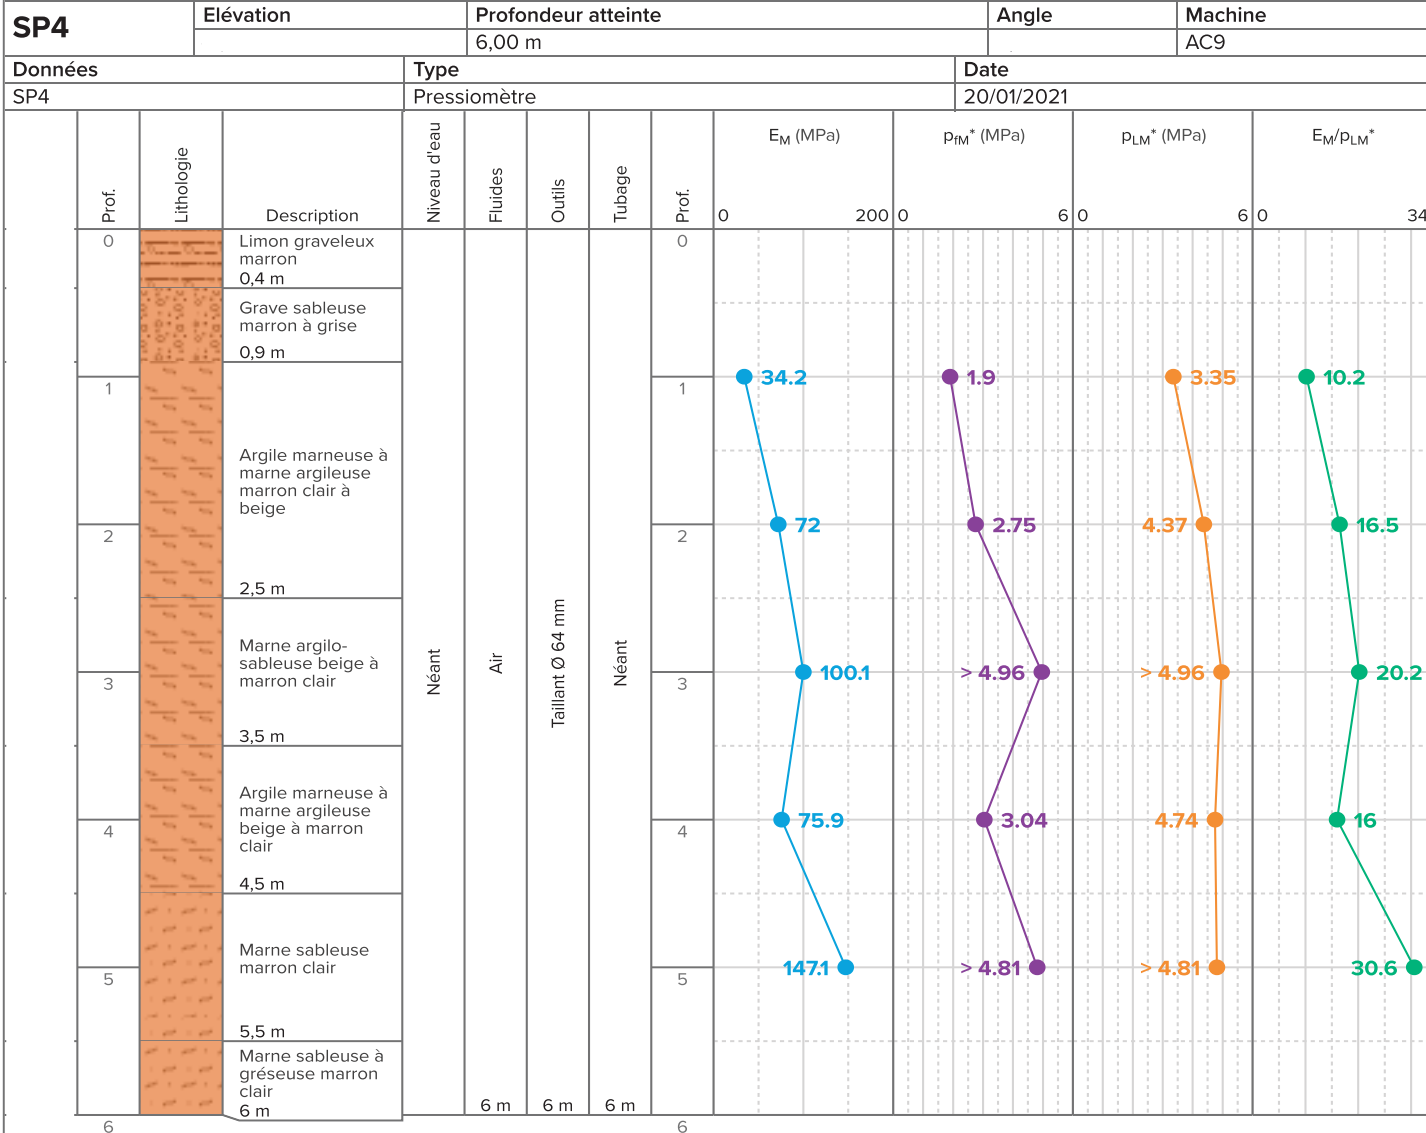 SP4
Elévation
Profondeur atteinte
Angle
Machine
6,00 m
AC9
Données
Type
Date
SP4
Pressiomètre
20/01/2021
Prof.
Lithologie
Description
Niveau d'eau
Fluides
Outils
Tubage
Prof.
EM (MPa)
pfM* (MPa)
pLM* (MPa)
EM/pLM*
0 200
0 6
0 6
0 34
0
Limon graveleux
marron
0,4 m
Grave sableuse
marron à grise
0,9 m
1
Argile marneuse à
marne argileuse
marron clair à
beige
2
2,5 m
Marne argilo-
sableuse beige à
marron clair
3
3,5 m
Argile marneuse à
marne argileuse
beige à marron
clair
4
4,5 m
Marne sableuse
marron clair
5
5,5 m
Marne sableuse à
gréseuse marron
clair
6 m
6
Néant
Air
6 m
Taillant Ø 64 mm
6 m
Néant
6 m
0
1
2
3
4
5
6
34.2
1.9
3.35
10.2
72
2.75
4.37
16.5
100.1
> 4.96
> 4.96
20.2
75.9
3.04
4.74
16
147.1
> 4.81
> 4.81
30.6